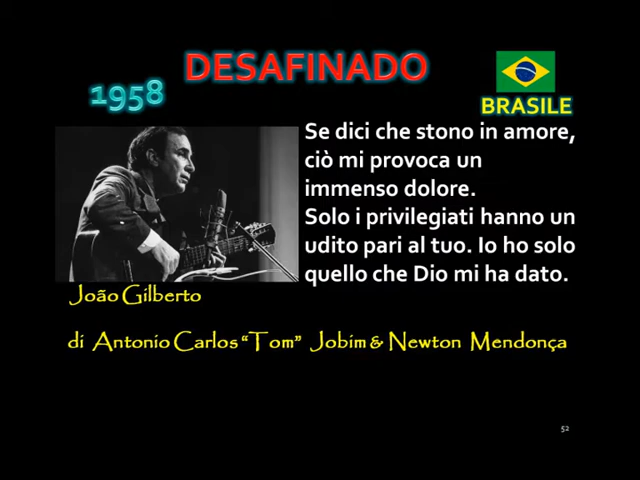 DESAFINADO
1958
BRASILE
Se dici che stono in amore,
ciò mi provoca un
immenso dolore.
Solo i privilegiati hanno un
udito pari al tuo. Io ho solo
quello che Dio mi ha dato.
João Gilberto
di Antonio Carlos “Tom” Jobim & Newton Mendonça
52